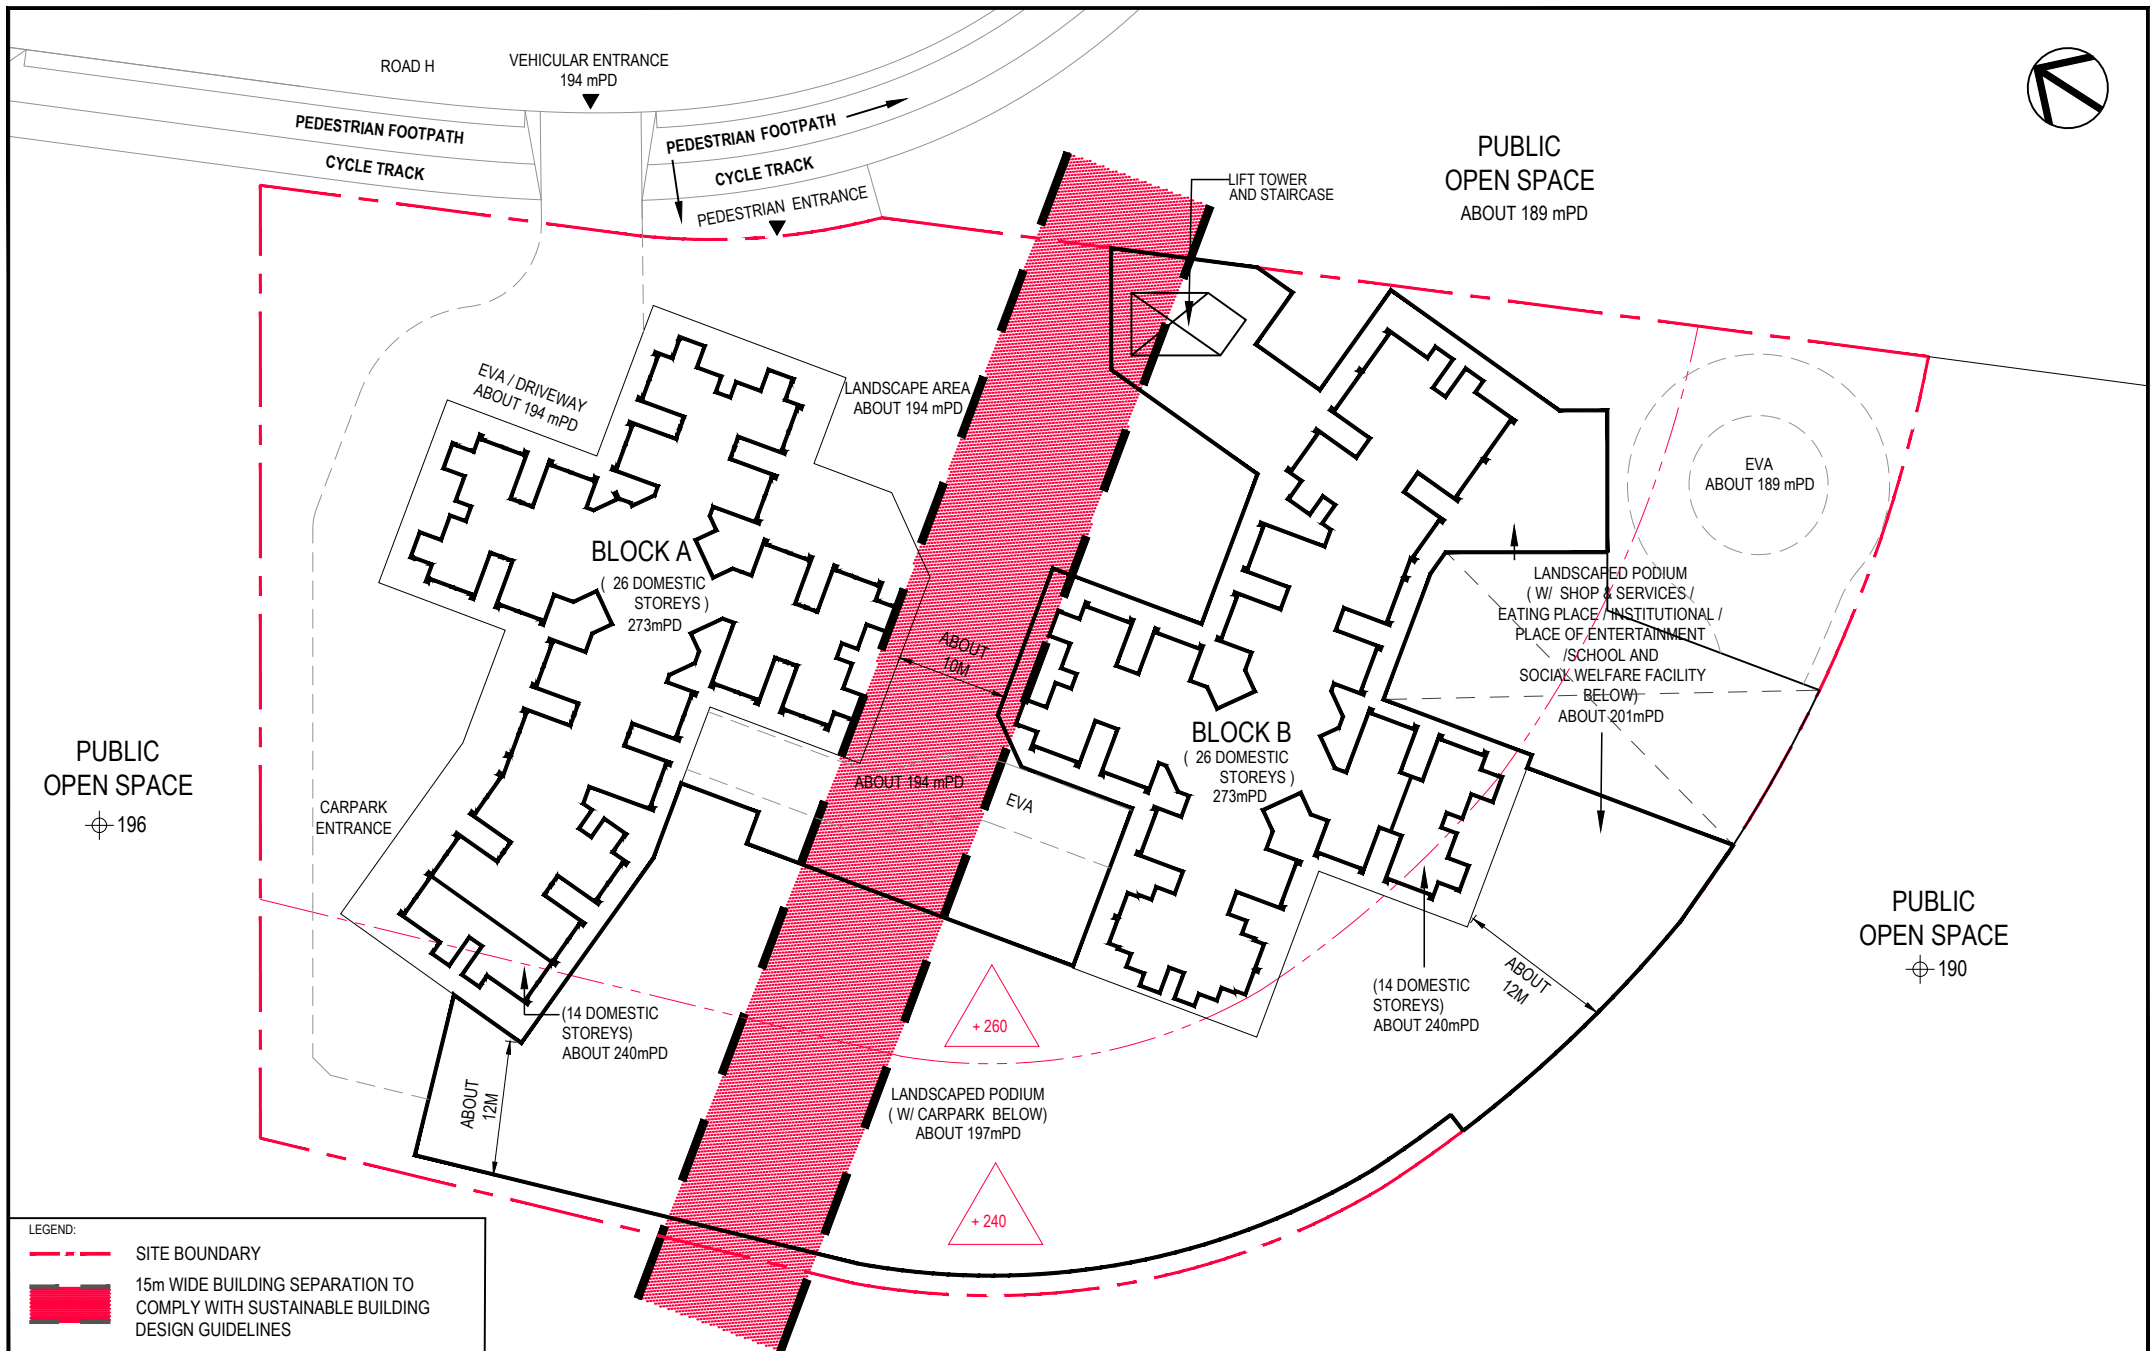 ROAD H
VEHICULAR ENTRANCE
194 mPD
PEDESTRIAN FOOTPATH
CYCLE TRACK
PEDESTRIAN FOOTPATH
CYCLE TRACK
PEDESTRIAN ENTRANCE
LIFT TOWER
AND STAIRCASE
PUBLIC
OPEN SPACE
ABOUT 189 mPD
EVA / DRIVEWAY
ABOUT 194 mPD
LANDSCAPE AREA
ABOUT 194 mPD
EVA
ABOUT 189 mPD
BLOCK A
( 26 DOMESTIC
STOREYS )
273mPD
LANDSCAPED PODIUM
( W/ SHOP & SERVICES /
EATING PLACE / INSTITUTIONAL /
PLACE OF ENTERTAINMENT
/SCHOOL AND
SOCIAL WELFARE FACILITY
BELOW)
ABOUT 201mPD
ABOUT
10M
BLOCK B
( 26 DOMESTIC
STOREYS )
273mPD
PUBLIC
OPEN SPACE
196
CARPARK
ENTRANCE
ABOUT 194 mPD
EVA
PUBLIC
OPEN SPACE
190
(14 DOMESTIC
STOREYS)
ABOUT 240mPD
ABOUT
12M
(14 DOMESTIC
STOREYS)
ABOUT 240mPD
+ 260
ABOUT
12M
LANDSCAPED PODIUM
( W/ CARPARK BELOW)
ABOUT 197mPD
+ 240
LEGEND:
SITE BOUNDARY
15m WIDE BUILDING SEPARATION TO
COMPLY WITH SUSTAINABLE BUILDING
DESIGN GUIDELINES